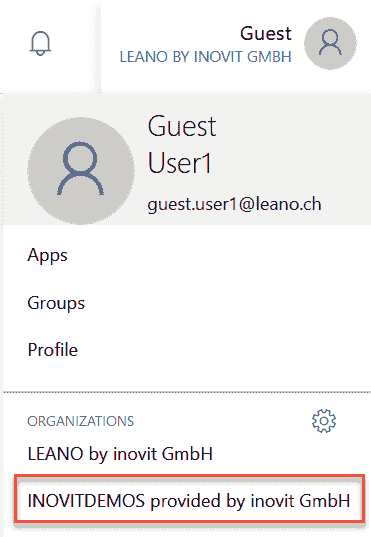 Guest
LEANO BY INOVIT GMBH
Guest
User1
guest.user1@leano.ch
Apps
Groups
Profile
ORGANIZATIONS
LEANO by inovit GmbH
INOVITDEMOS provided by inovit GmbH